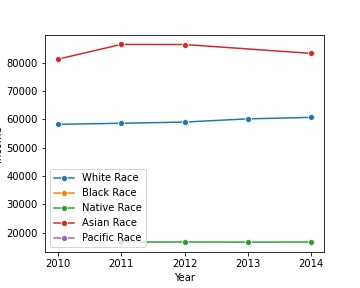 80000
70000
60000
50000
40000
30000
20000
White Race
Black Race
Native Race
Asian Race
Pacific Race
2010 2011 2012 2013 2014
Year